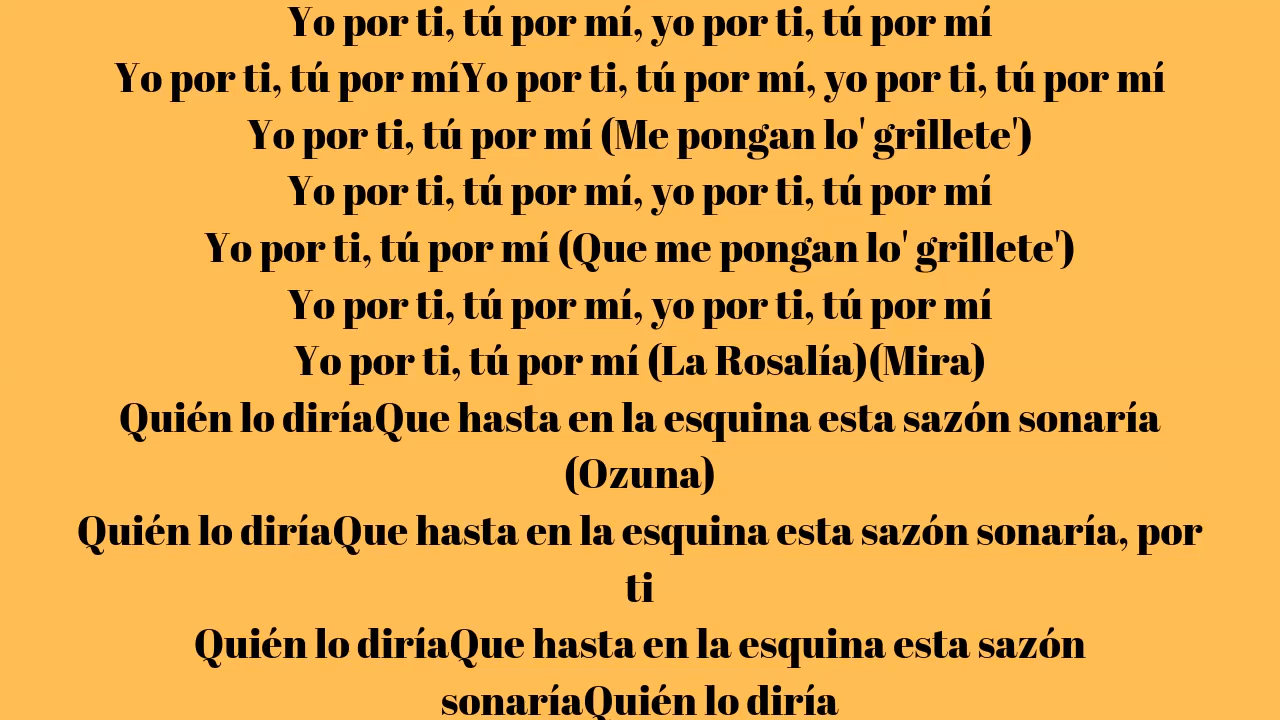 Yo por ti, tú por mí, yo por ti, tú por mí
Yo por ti, tú por míYo por ti, tú por mí, yo por ti, tú por mí
Yo por ti, tú por mí (Me pongan lo' grillete')
Yo por ti, tú por mí, yo por ti, tú por mí
Yo por ti, tú por mí (Que me pongan lo' grillete')
Yo por ti, tú por mí, yo por ti, tú por mí
Yo por ti, tú por mí (La Rosalía)(Mira)
Quién lo diríaQue hasta en la esquina esta sazón sonaría
(Ozuna)
Quién lo diríaQue hasta en la esquina esta sazón sonaría, por
ti
Quién lo diríaQue hasta en la esquina esta sazón
sonaríaQuién lo diría